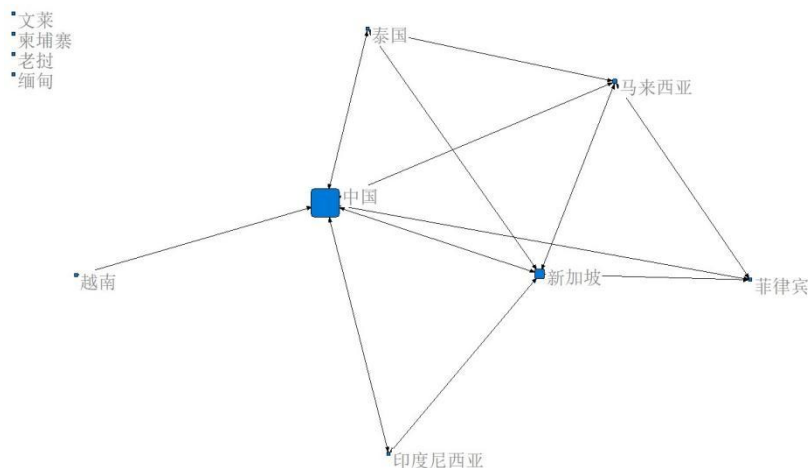 文莱
柬埔寨
老挝
缅甸
泰国
马来西亚
中国
越南
新加坡
菲律宾
印度尼西亚